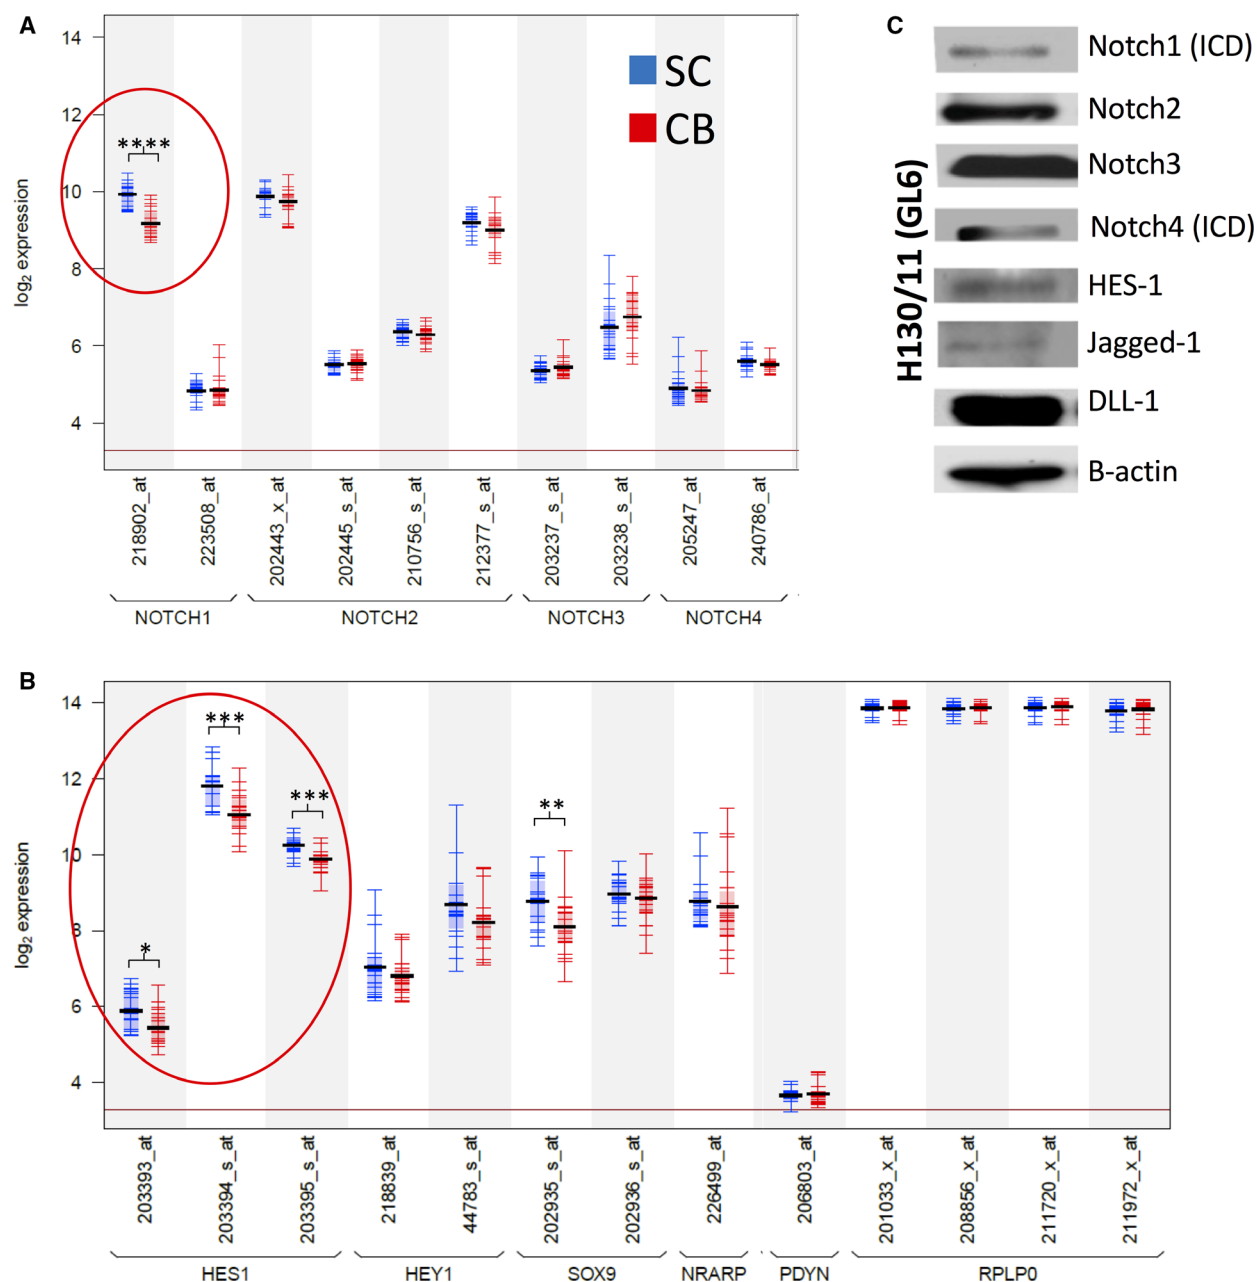 A
14
12
10
8
6
4
log2 expression
****
SC
CB
218902_at
223508_at
202443_x_at
202445_s_at
210756_s_at
212377_s_at
203237_s_at
203238_s_at
205247_at
240786_at
NOTCH1
NOTCH2
NOTCH3
NOTCH4
C
H130/11 (GL6)
Notch1 (ICD)
Notch2
Notch3
Notch4 (ICD)
HES-1
Jagged-1
DLL-1
B-actin
B
14
12
10
8
6
4
log2 expression
*
***
***
**
203393_at
203394_s_at
203395_s_at
218839_at
44783_s_at
202935_s_at
202936_s_at
226499_at
206803_at
201033_x_at
208856_x_at
211720_x_at
211972_x_at
HES1
HEY1
SOX9
NRARP
PDYN
RPLP0